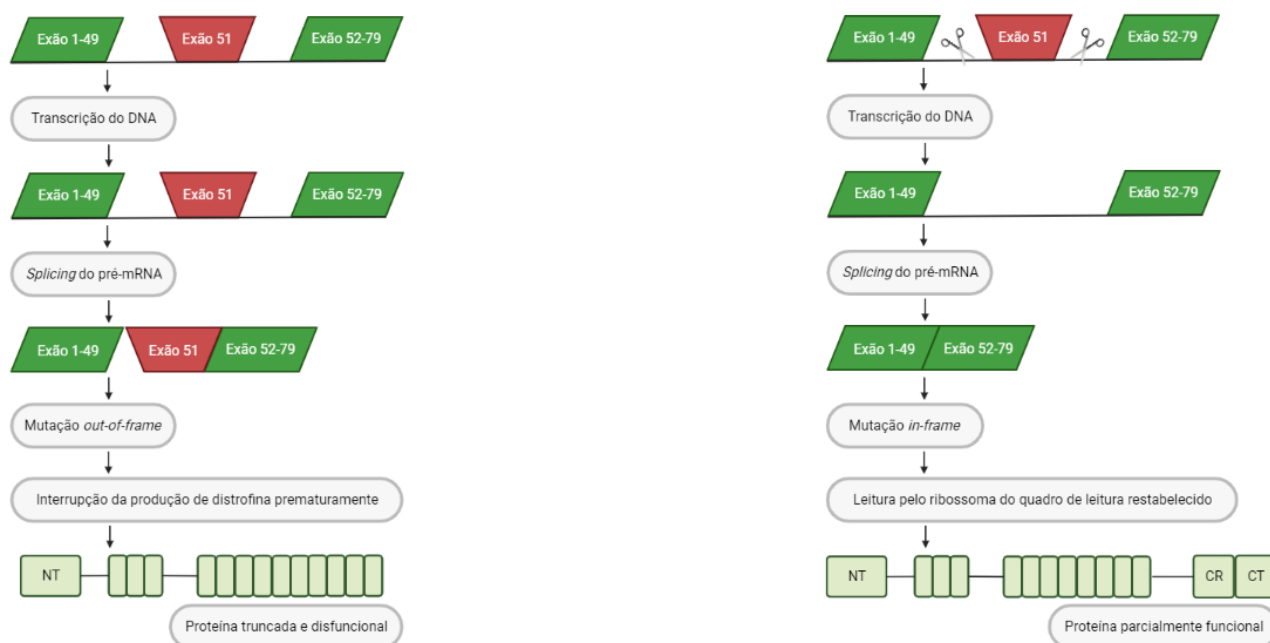 Exão 1-49 Exão 51 Exão 52-79
Transcrição do DNA
Exão 1-49 Exão 51 Exão 52-79
Splicing do pré-mRNA
Exão 1-49 Exão 51 Exão 52-79
Mutação out-of-frame
Interrupção da produção de distrofina prematuramente
NT
Proteína truncada e disfuncional
Exão 1-49 Exão 51 Exão 52-79
Transcrição do DNA
Exão 1-49 Exão 52-79
Splicing do pré-mRNA
Exão 1-49 Exão 52-79
Mutação in-frame
Leitura pelo ribossoma do quadro de leitura restabelecido
NT CR CT
Proteína parcialmente funcional